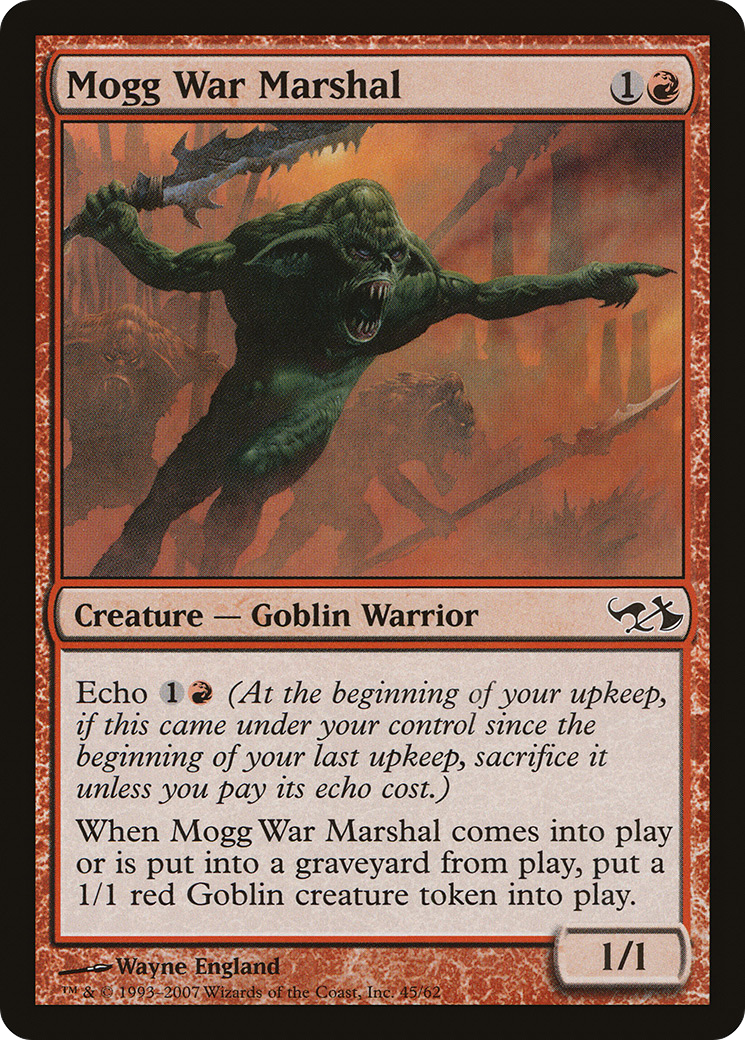 Mogg War Marshal 1
Creature — Goblin Warrior
Echo 1 (At the beginning of your upkeep,
if this came under your control since the
beginning of your last upkeep, sacrifice it
unless you pay its echo cost.)
When Mogg War Marshal comes into play
or is put into a graveyard from play, put a
1/1 red Goblin creature token into play.
1/1
Wayne England
™ & © 1993–2007 Wizards of the Coast, Inc. 45/62